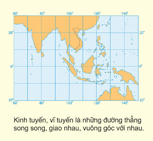 Kinh tuyến, vĩ tuyến là những đường thẳng
song song, giao nhau, vuông góc với nhau.